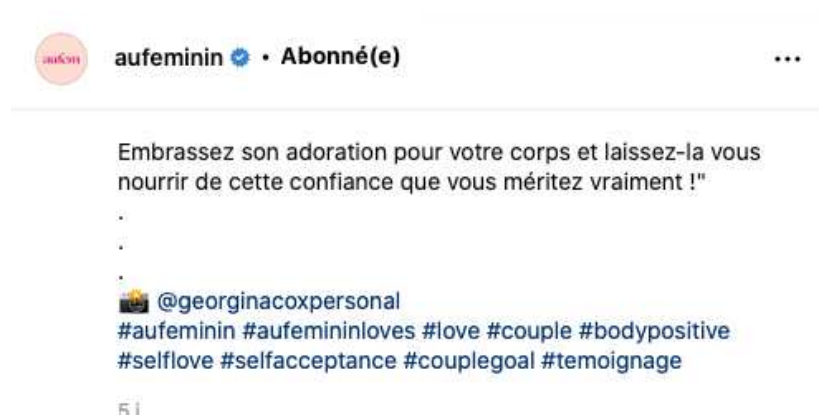 aufem
aufeminin • Abonné(e) •••
Embrassez son adoration pour votre corps et laissez-la vous
nourrir de cette confiance que vous méritez vraiment !"
.
.
.
📸 @georginacoxpersonal
#aufeminin #aufemininloves #love #couple #bodypositive
#selflove #selfacceptance #couplegoal #temoignage
5 j